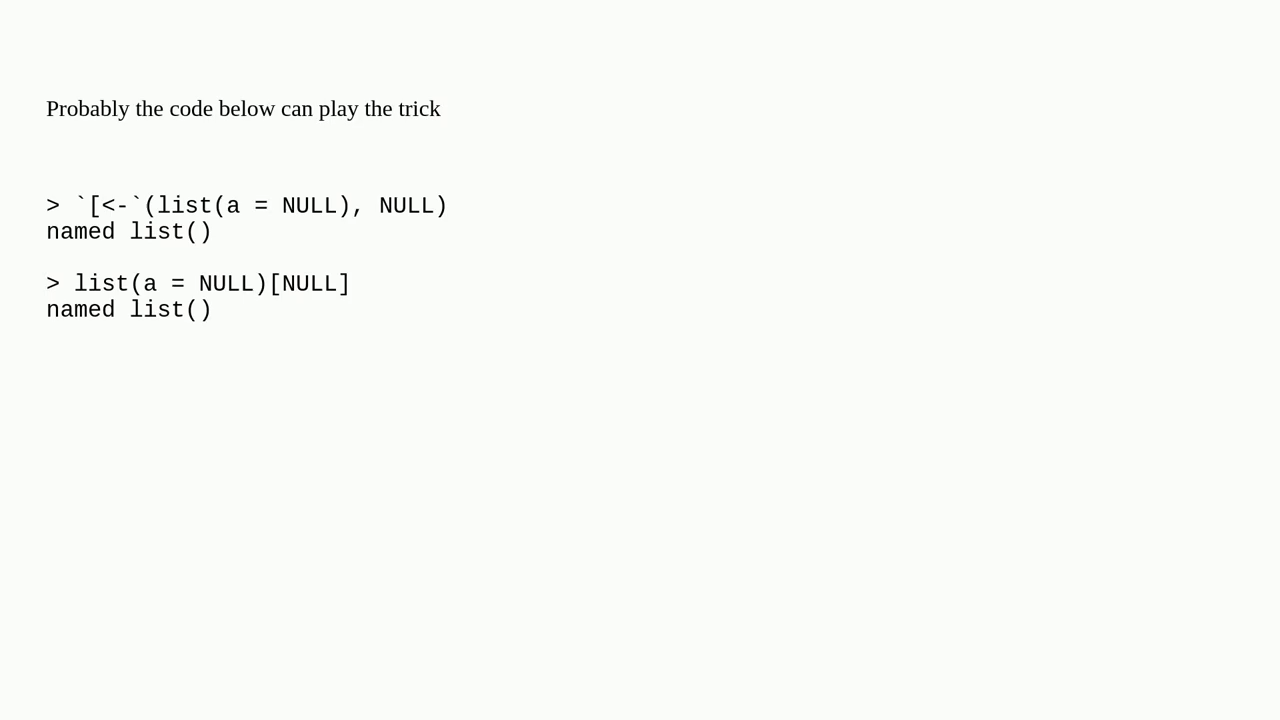 Probably the code below can play the trick
> `[<-`(list(a = NULL), NULL)
named list()
> list(a = NULL)[NULL]
named list()